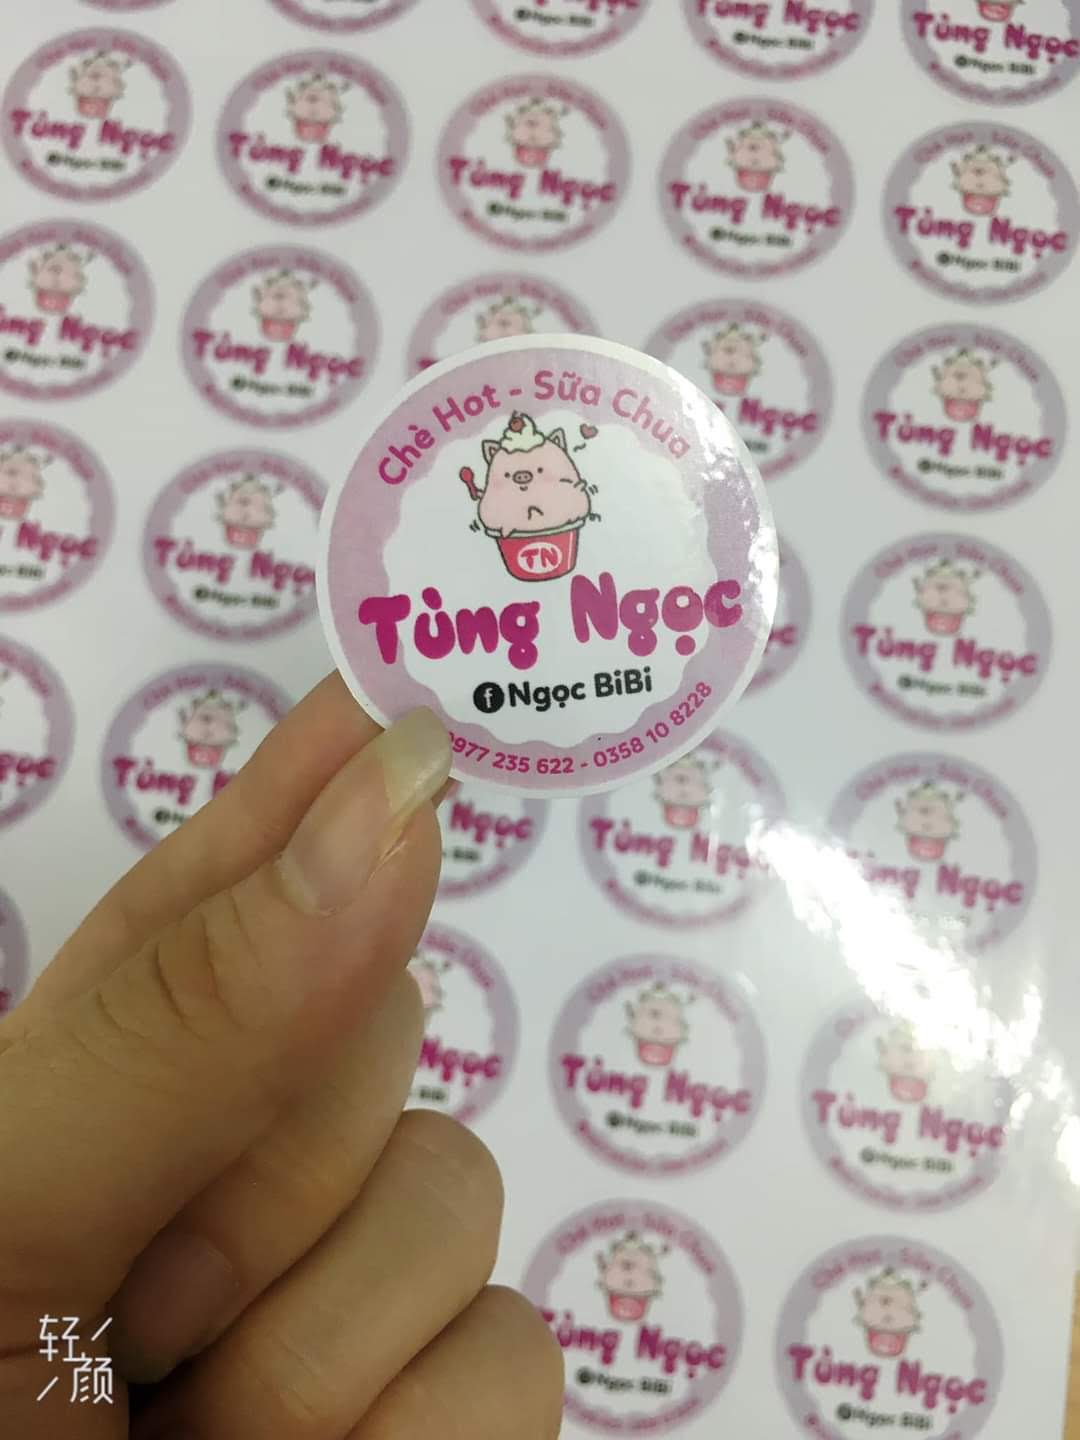 Chè Hot - Sữa Chua
TN
Tùng Ngọc
Ngọc BiBi
0977 235 622 - 0358 10 8228
轻颜